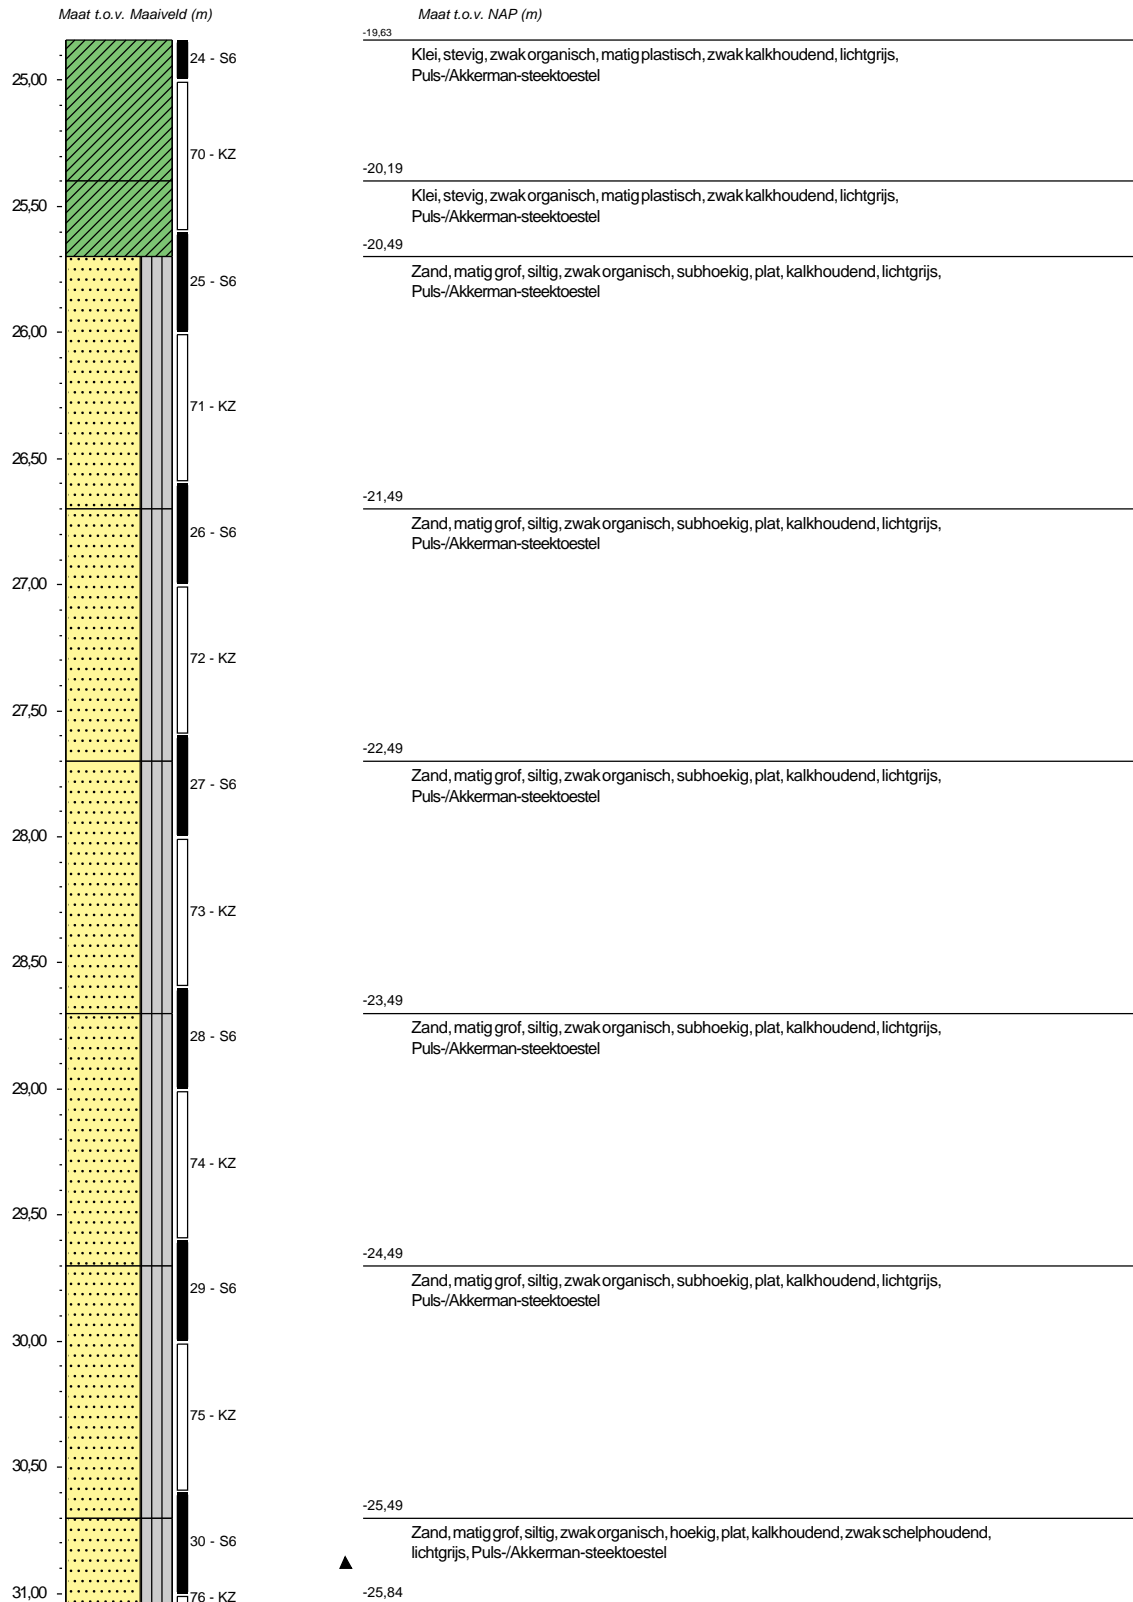 Maat t.o.v. Maaiveld (m)
Maat t.o.v. NAP (m)
-19,63
24 - S6
Klei, stevig, zwak organisch, matig plastisch, zwak kalkhoudend, lichtgrijs,
Puls-/Akkerman-steektoestel
25,00
70 - KZ
-20,19
Klei, stevig, zwak organisch, matig plastisch, zwak kalkhoudend, lichtgrijs,
Puls-/Akkerman-steektoestel
25,50
-20,49
25 - S6
Zand, matig grof, siltig, zwak organisch, subhoekig, plat, kalkhoudend, lichtgrijs,
Puls-/Akkerman-steektoestel
26,00
71 - KZ
26,50
-21,49
26 - S6
Zand, matig grof, siltig, zwak organisch, subhoekig, plat, kalkhoudend, lichtgrijs,
Puls-/Akkerman-steektoestel
27,00
72 - KZ
27,50
-22,49
27 - S6
Zand, matig grof, siltig, zwak organisch, subhoekig, plat, kalkhoudend, lichtgrijs,
Puls-/Akkerman-steektoestel
28,00
73 - KZ
28,50
-23,49
28 - S6
Zand, matig grof, siltig, zwak organisch, subhoekig, plat, kalkhoudend, lichtgrijs,
Puls-/Akkerman-steektoestel
29,00
74 - KZ
29,50
-24,49
29 - S6
Zand, matig grof, siltig, zwak organisch, subhoekig, plat, kalkhoudend, lichtgrijs,
Puls-/Akkerman-steektoestel
30,00
75 - KZ
30,50
-25,49
30 - S6
Zand, matig grof, siltig, zwak organisch, hoekig, plat, kalkhoudend, zwak schelphoudend,
lichtgrijs, Puls-/Akkerman-steektoestel
31,00
76 - KZ
-25,84